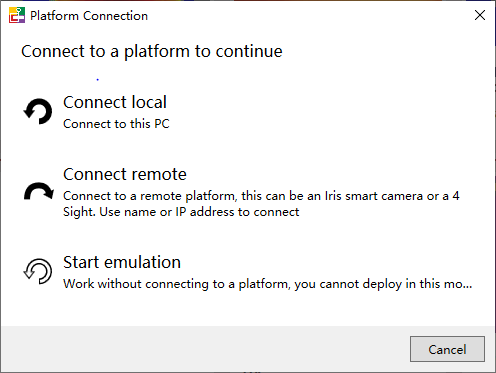 Platform Connection
Connect to a platform to continue
Connect local
Connect to this PC
Connect remote
Connect to a remote platform, this can be an Iris smart camera or a 4
Sight. Use name or IP address to connect
Start emulation
Work without connecting to a platform, you cannot deploy in this mo...
Cancel